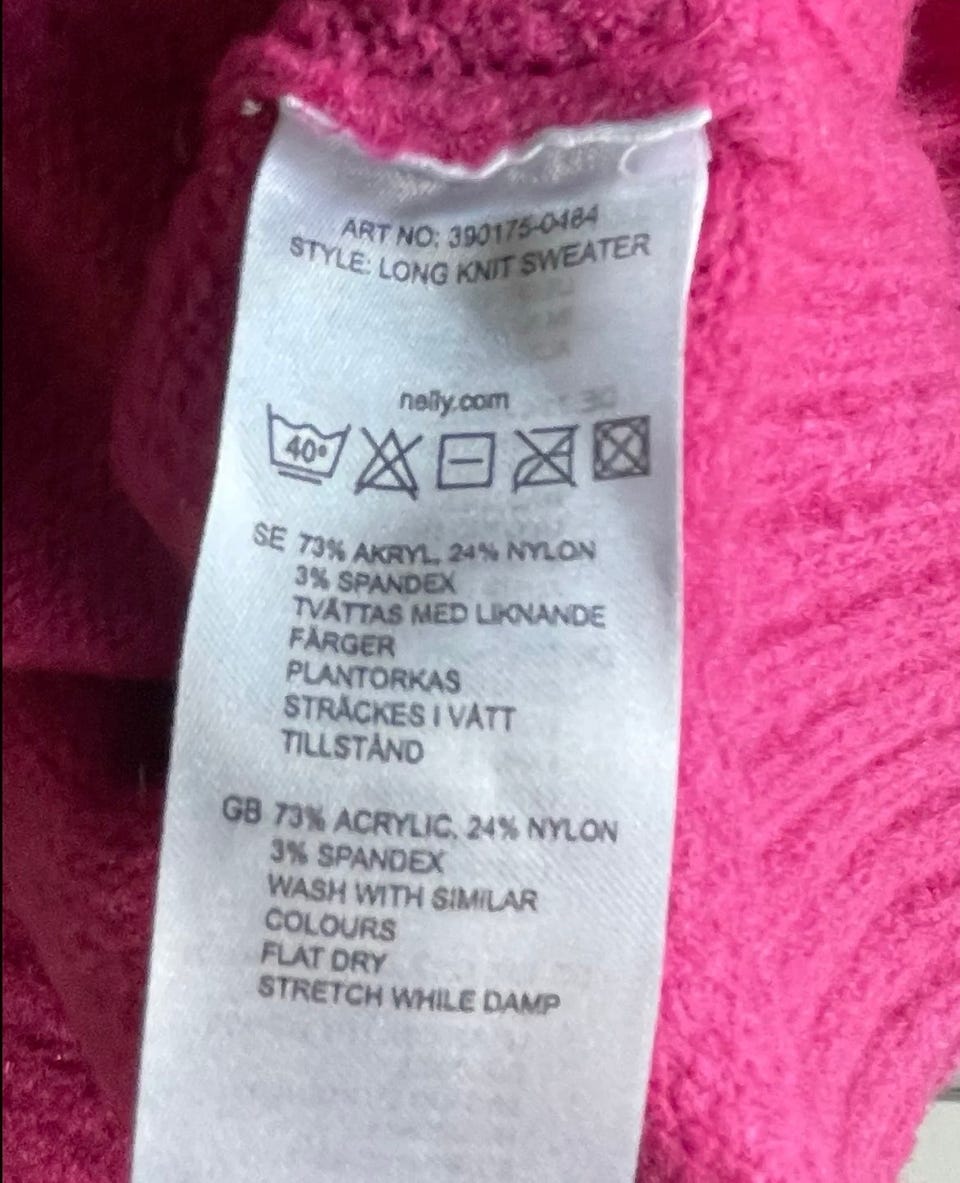 ART NO: 390175-0484
STYLE: LONG KNIT SWEATER
nelly.com
40°
SE 73% AKRYL, 24% NYLON
3% SPANDEX
TVÄTTAS MED LIKNANDE
FÄRGER
PLANTORKAS
STRÄCKES I VÅTT
TILLSTÅND
GB 73% ACRYLIC, 24% NYLON
3% SPANDEX
WASH WITH SIMILAR
COLOURS
FLAT DRY
STRETCH WHILE DAMP